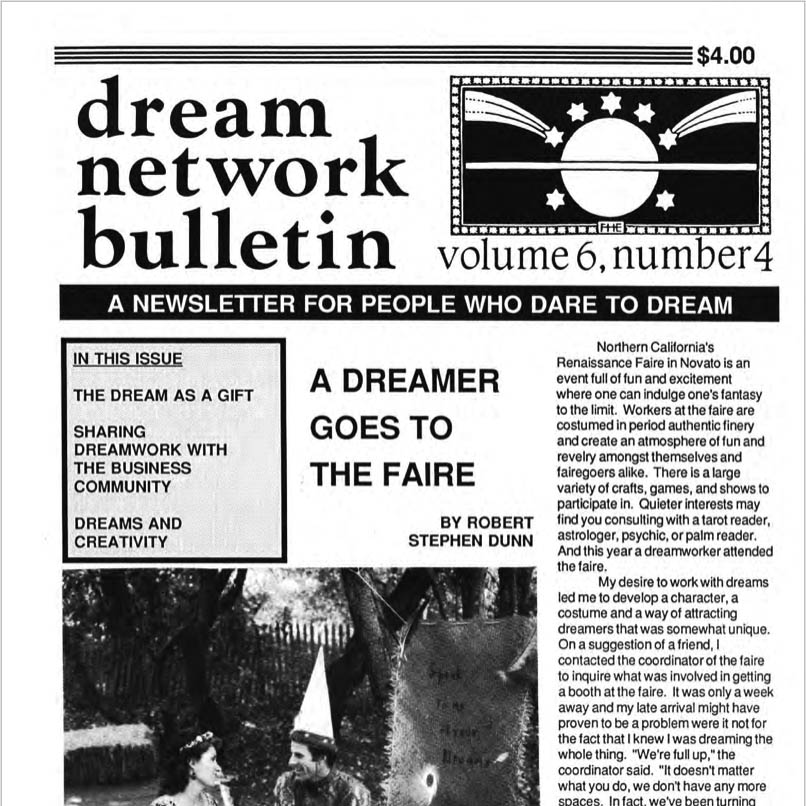 $4.00
dream
network
bulletin
FHE
volume 6, number 4
A NEWSLETTER FOR PEOPLE WHO DARE TO DREAM
IN THIS ISSUE
THE DREAM AS A GIFT
SHARING
DREAMWORK WITH
THE BUSINESS
COMMUNITY
DREAMS AND
CREATIVITY
A DREAMER
GOES TO
THE FAIRE
BY ROBERT
STEPHEN DUNN
Speak
To me
of your
Dreams
Northern California's
Renaissance Faire in Novato is an
event full of fun and excitement
where one can indulge one's fantasy
to the limit. Workers at the faire are
costumed in period authentic finery
and create an atmosphere of fun and
revelry amongst themselves and
fairegoers alike. There is a large
variety of crafts, games, and shows to
participate in. Quieter interests may
find you consulting with a tarot reader,
astrologer, psychic, or palm reader.
And this year a dreamworker attended
the faire.
My desire to work with dreams
led me to develop a character, a
costume and a way of attracting
dreamers that was somewhat unique.
On a suggestion of a friend, I
contacted the coordinator of the faire
to inquire what was involved in getting
a booth at the faire. It was only a week
away and my late arrival might have
proven to be a problem were it not for
the fact that I knew I was dreaming the
whole thing. "We're full up," the
coordinator said. "It doesn't matter
what you do, we don't have any more
spaces. In fact, we've been turning